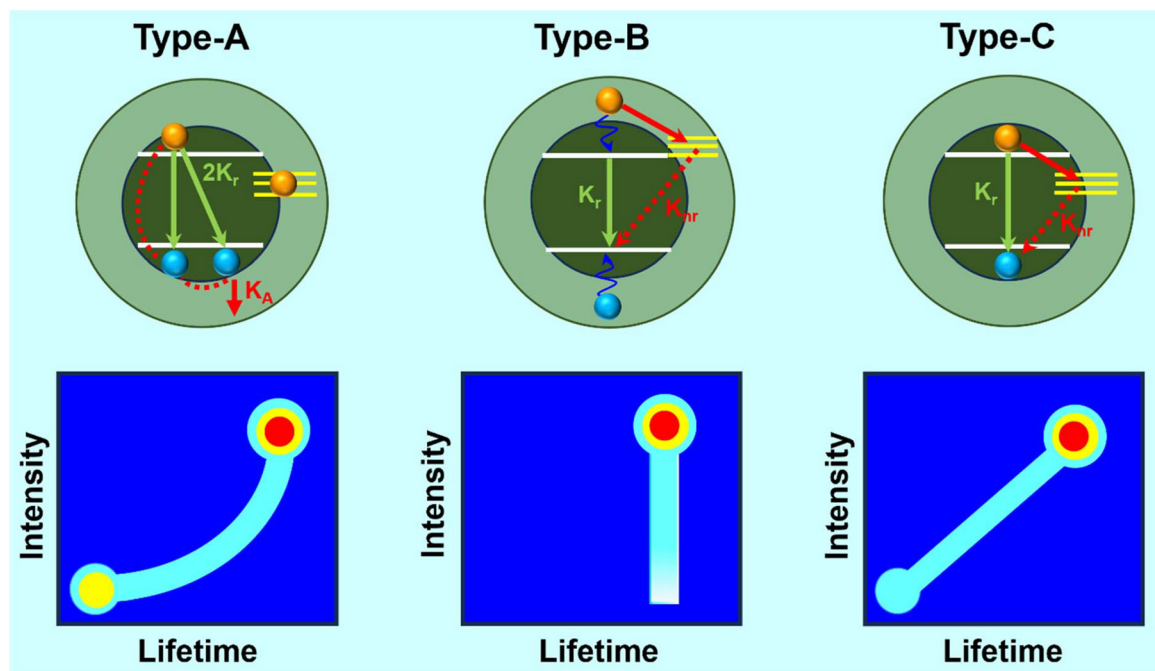 Type-A
Type-B
Type-C
2Kr
KA
Kr
Knr
Kr
Knr
Intensity
Lifetime
Intensity
Lifetime
Intensity
Lifetime